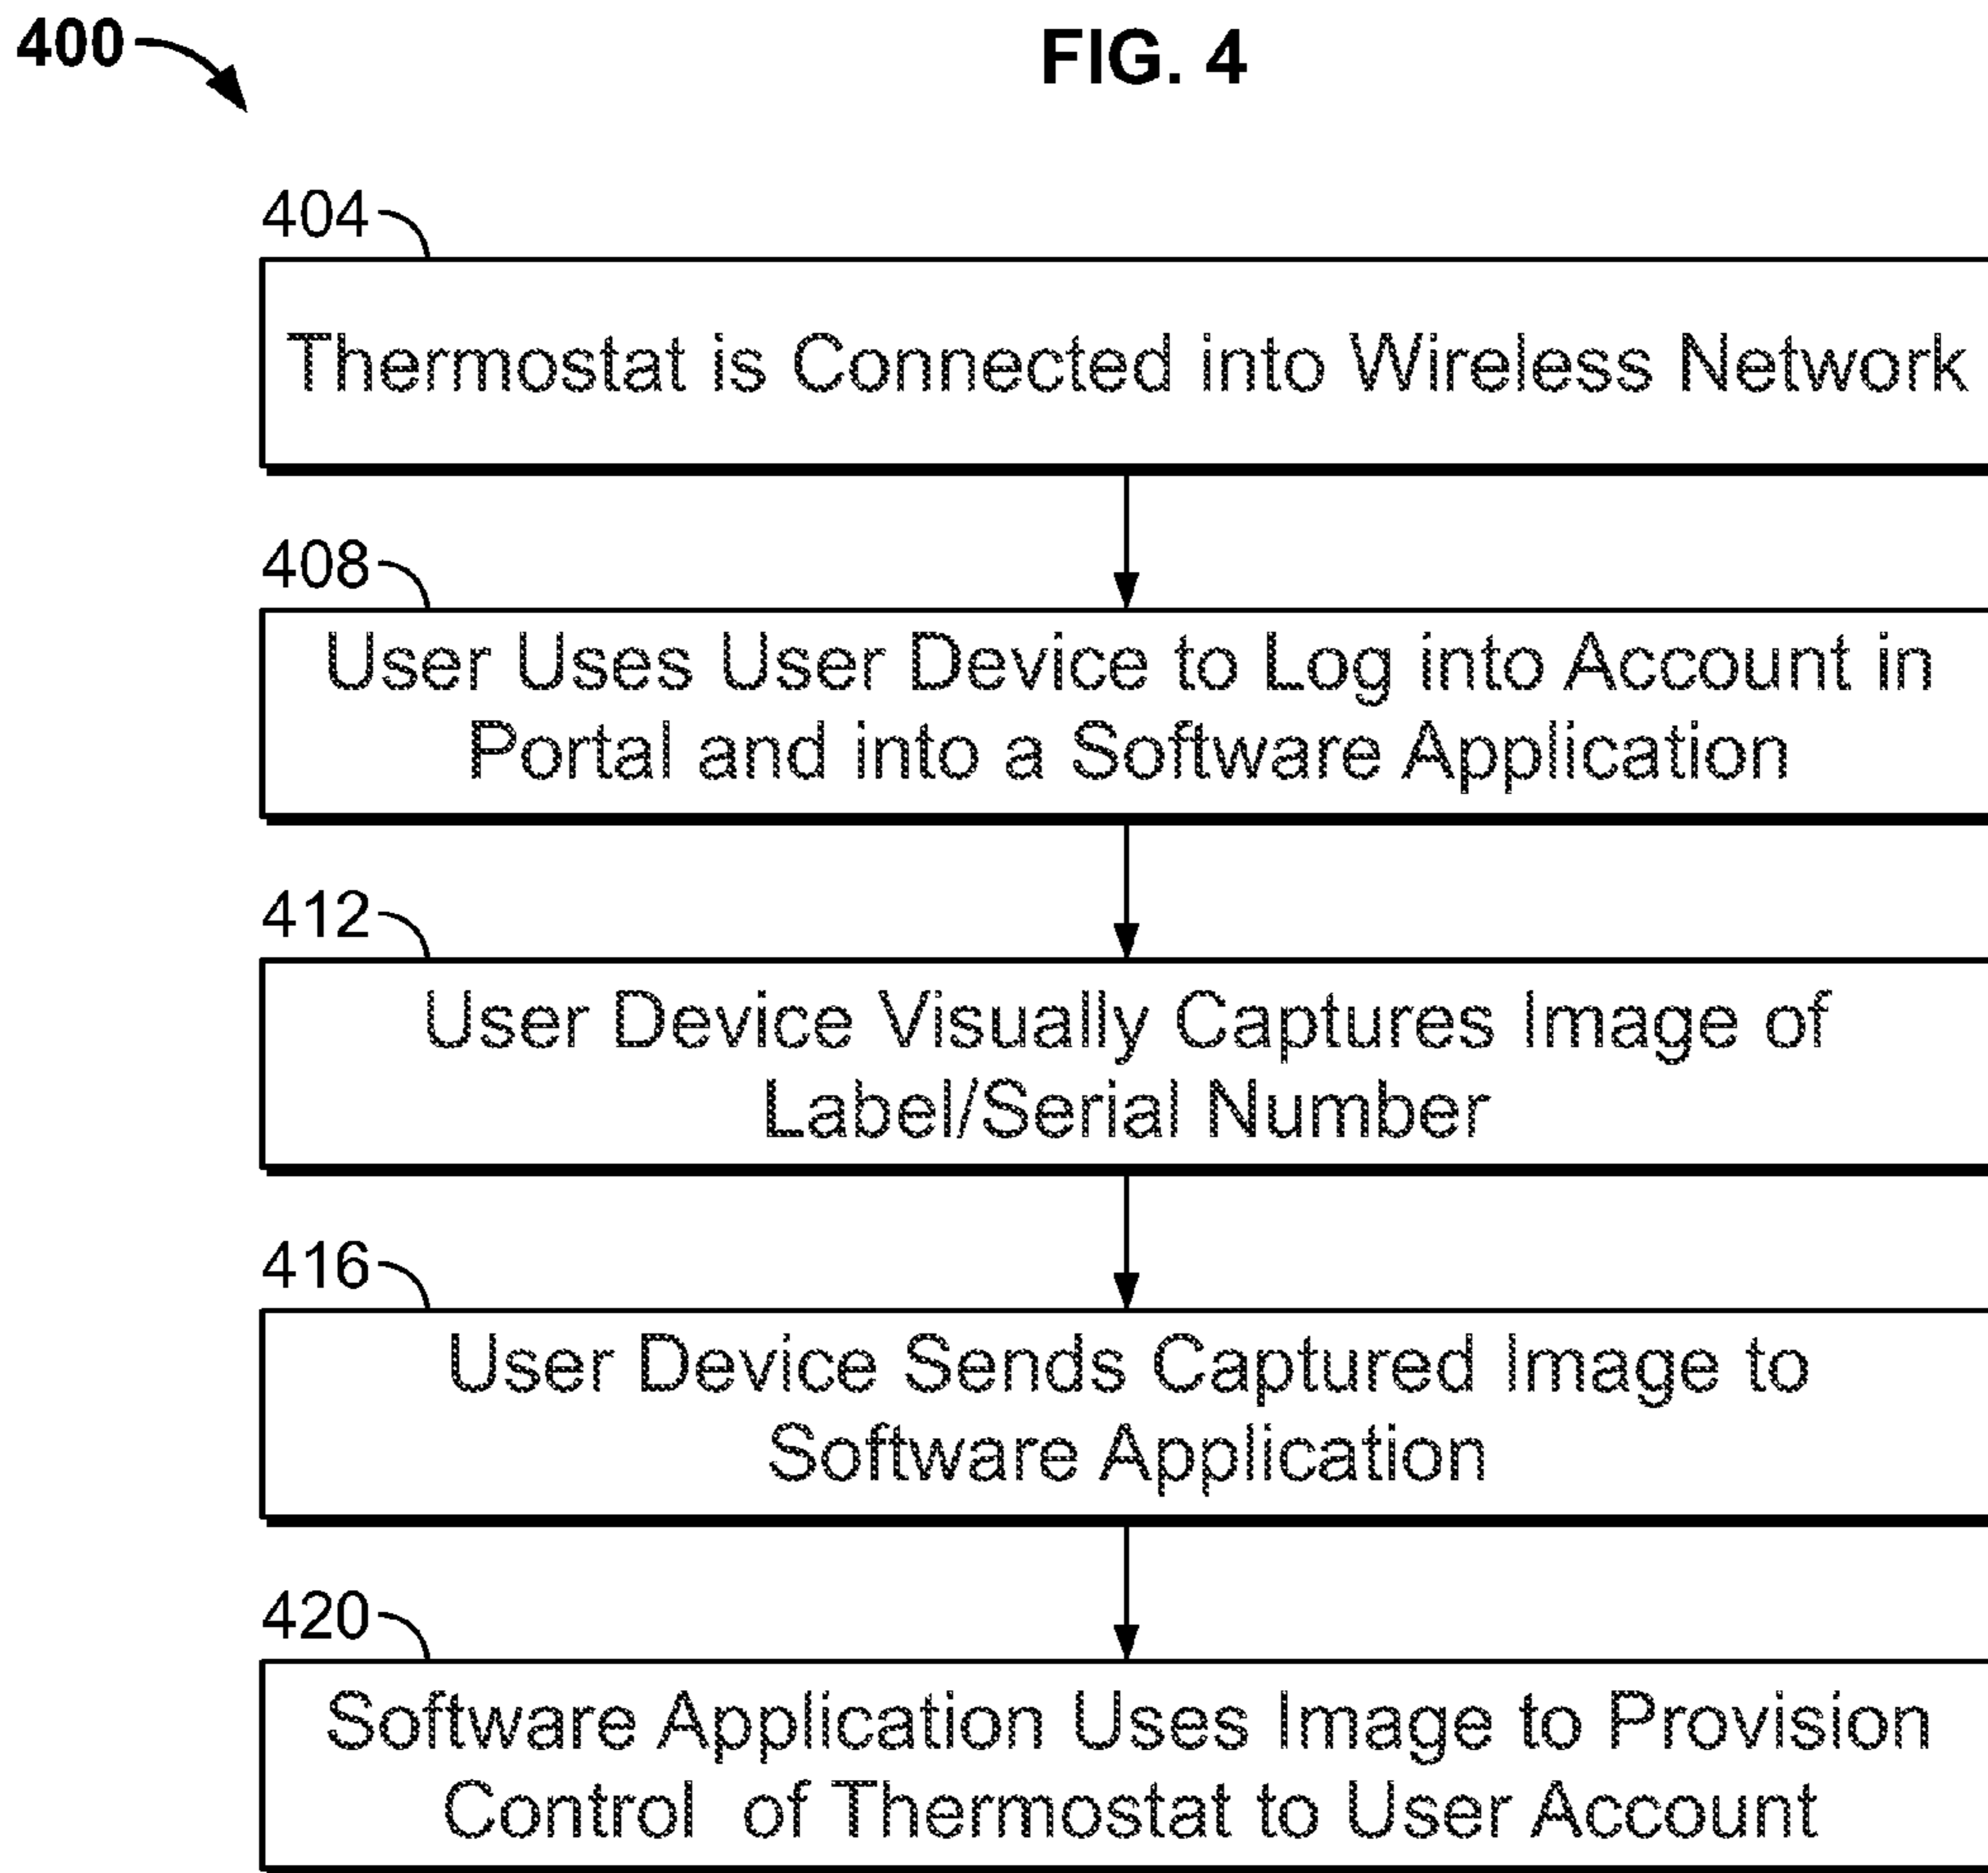 400
FIG. 4
404
Thermostat is Connected into Wireless Network
408
User Uses User Device to Log into Account in
Portal and into a Software Application
412
User Device Visually Captures Image of
Label/Serial Number
416
User Device Sends Captured Image to
Software Application
420
Software Application Uses Image to Provision
Control of Thermostat to User Account